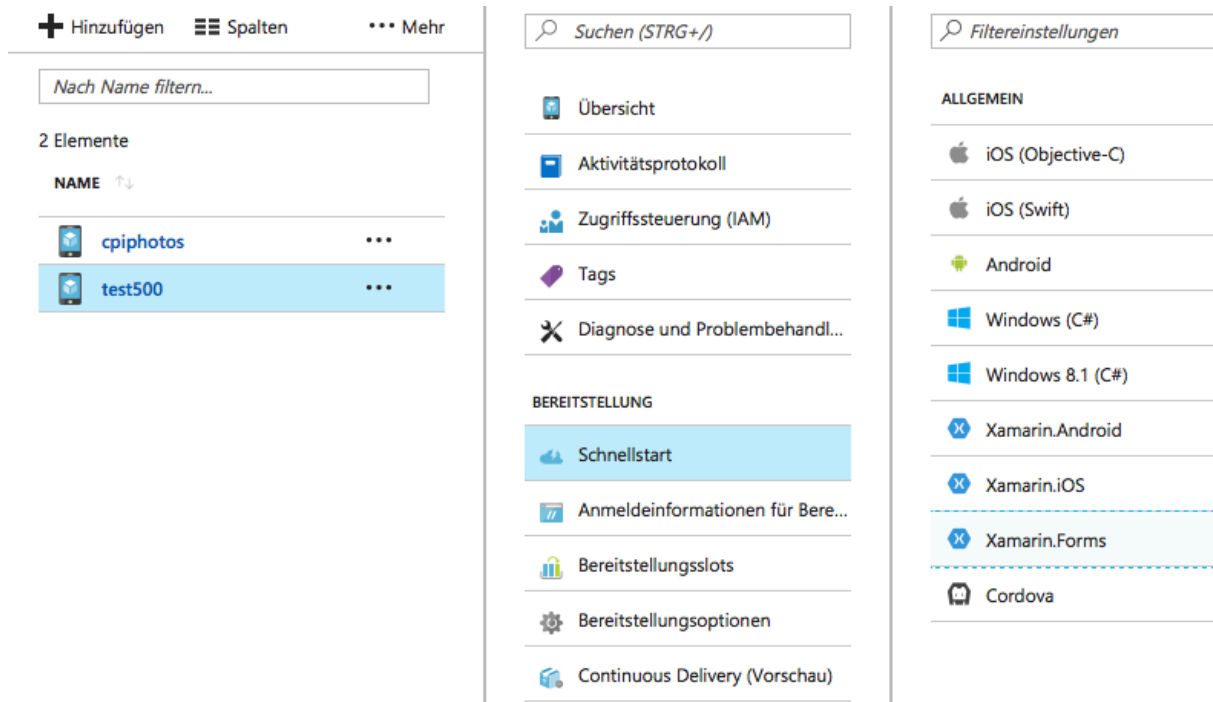 Hinzufügen Spalten Mehr
Nach Name filtern...
2 Elemente
NAME
cpiphotos
test500
Suchen (STRG+/)
Übersicht
Aktivitätsprotokoll
Zugriffssteuerung (IAM)
Tags
Diagnose und Problembehandl...
BEREITSTELLUNG
Schnellstart
Anmeldeinformationen für Bere...
Bereitstellungsslots
Bereitstellungsoptionen
Continuous Delivery (Vorschau)
Filtereinstellungen
ALLGEMEIN
iOS (Objective-C)
iOS (Swift)
Android
Windows (C#)
Windows 8.1 (C#)
Xamarin.Android
Xamarin.iOS
Xamarin.Forms
Cordova